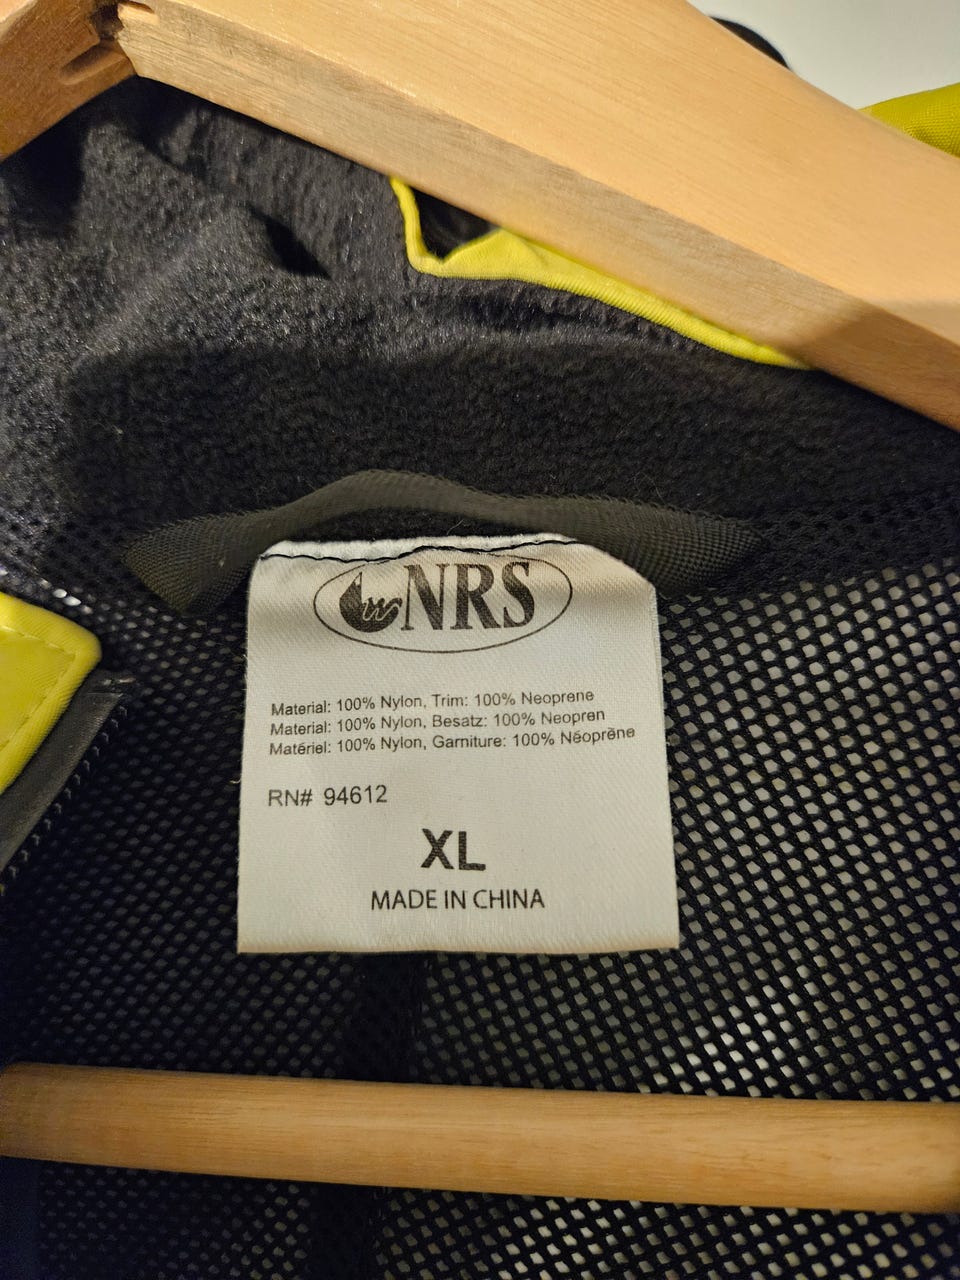 NRS
Material: 100% Nylon, Trim: 100% Neoprene
Material: 100% Nylon, Besatz: 100% Neopren
Matériel: 100% Nylon, Garniture: 100% Néoprēne
RN# 94612
XL
MADE IN CHINA